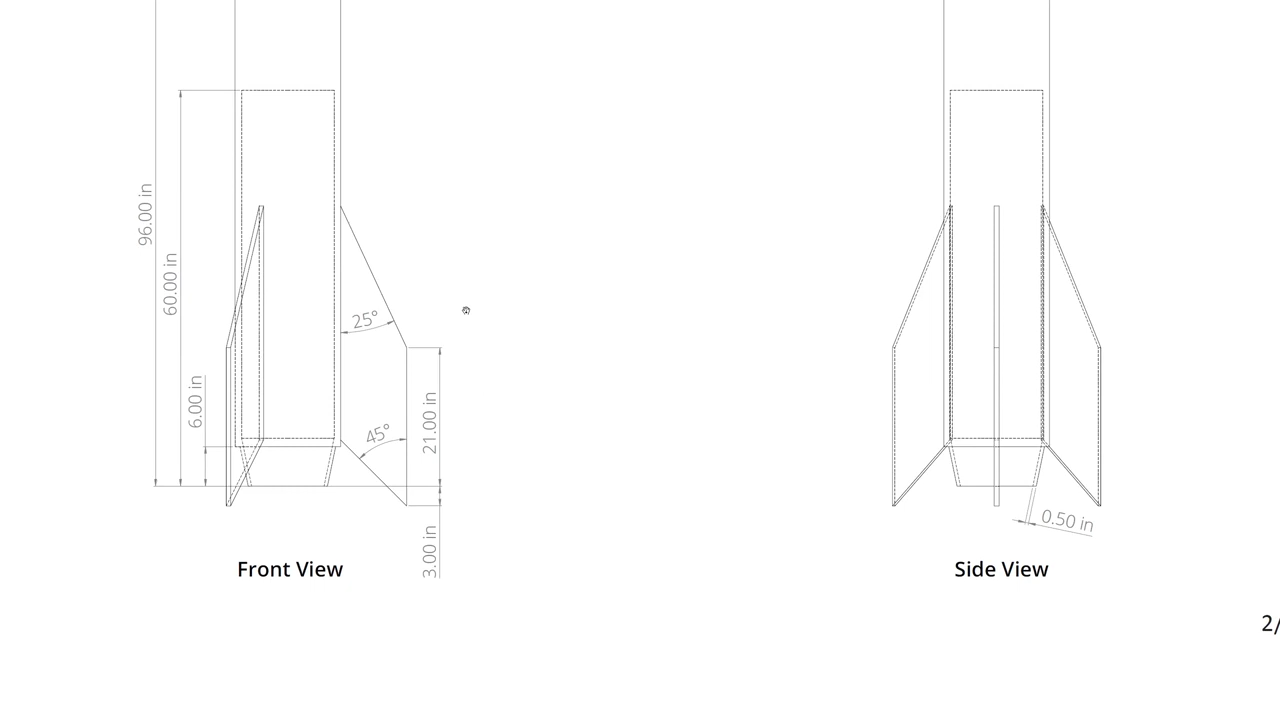 96.00 in
60.00 in
6.00 in
25°
45°
21.00 in
3.00 in
0.50 in
Front View
Side View
2/